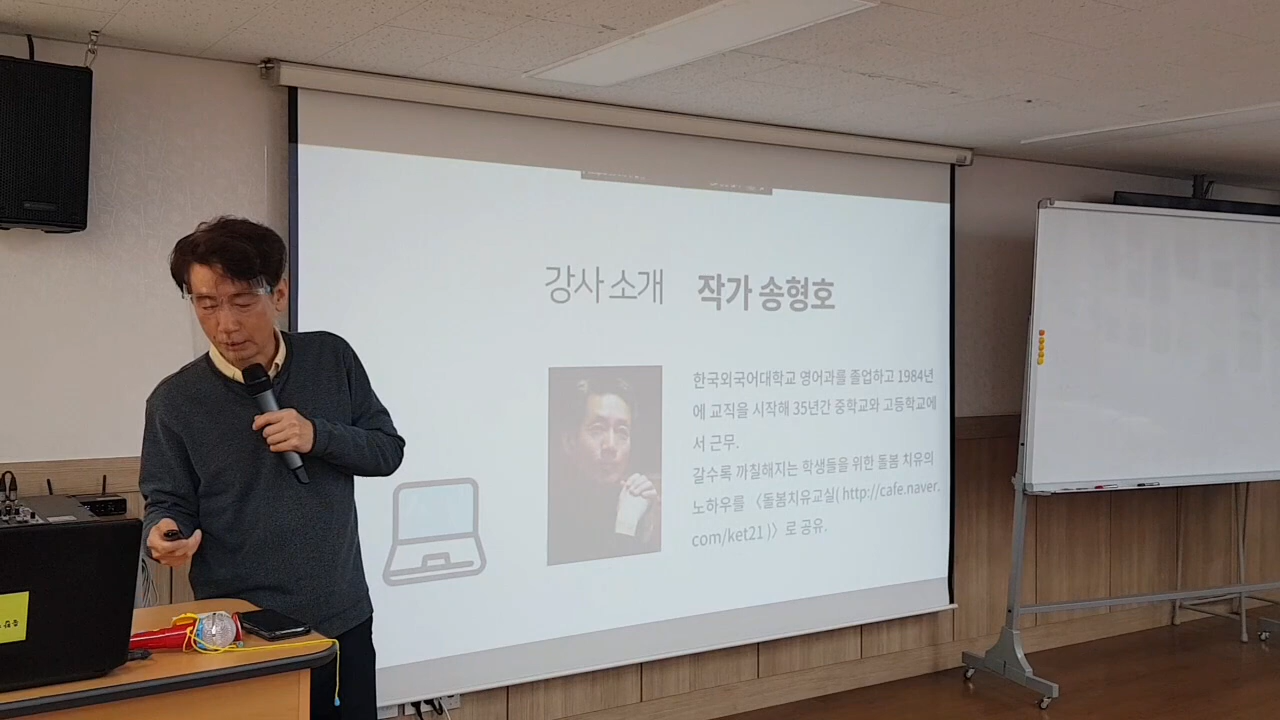 강사 소개 작가 송형호
한국외국어대학교 영어과를 졸업하고 1984년
에 교직을 시작해 35년간 중학교와 고등학교에
서 근무.
갈수록 까칠해지는 학생들을 위한 돌봄 치유의
노하우를 〈돌봄치유교실( http://cafe.naver.
com/ket21 )〉로 공유.